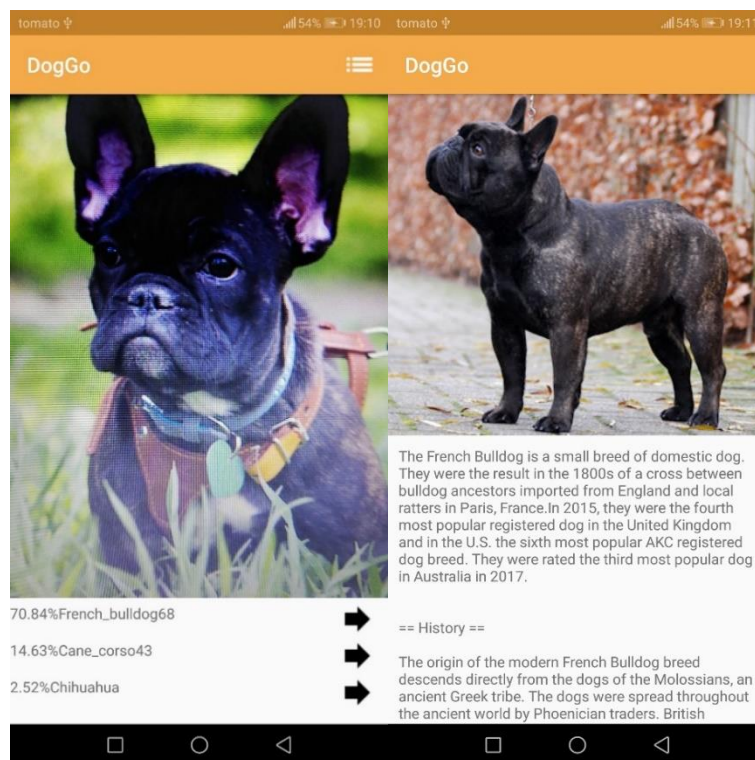 tomato 54% 19:10
DogGo
70.84%French_bulldog68
14.63%Cane_corso43
2.52%Chihuahua
tomato 54% 19:11
DogGo
The French Bulldog is a small breed of domestic dog.
They were the result in the 1800s of a cross between
bulldog ancestors imported from England and local
ratters in Paris, France.In 2015, they were the fourth
most popular registered dog in the United Kingdom
and in the U.S. the sixth most popular AKC registered
dog breed. They were rated the third most popular dog
in Australia in 2017.
== History ==
The origin of the modern French Bulldog breed
descends directly from the dogs of the Molossians, an
ancient Greek tribe. The dogs were spread throughout
the ancient world by Phoenician traders. British